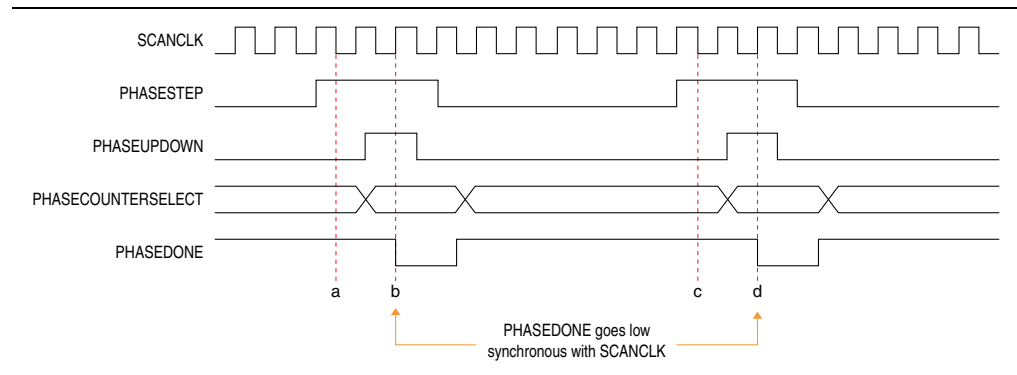 SCANCLK
PHASESTEP
PHASEUPDOWN
PHASECOUNTERSELECT
PHASEDONE
a b c d
PHASEDONE goes low
synchronous with SCANCLK